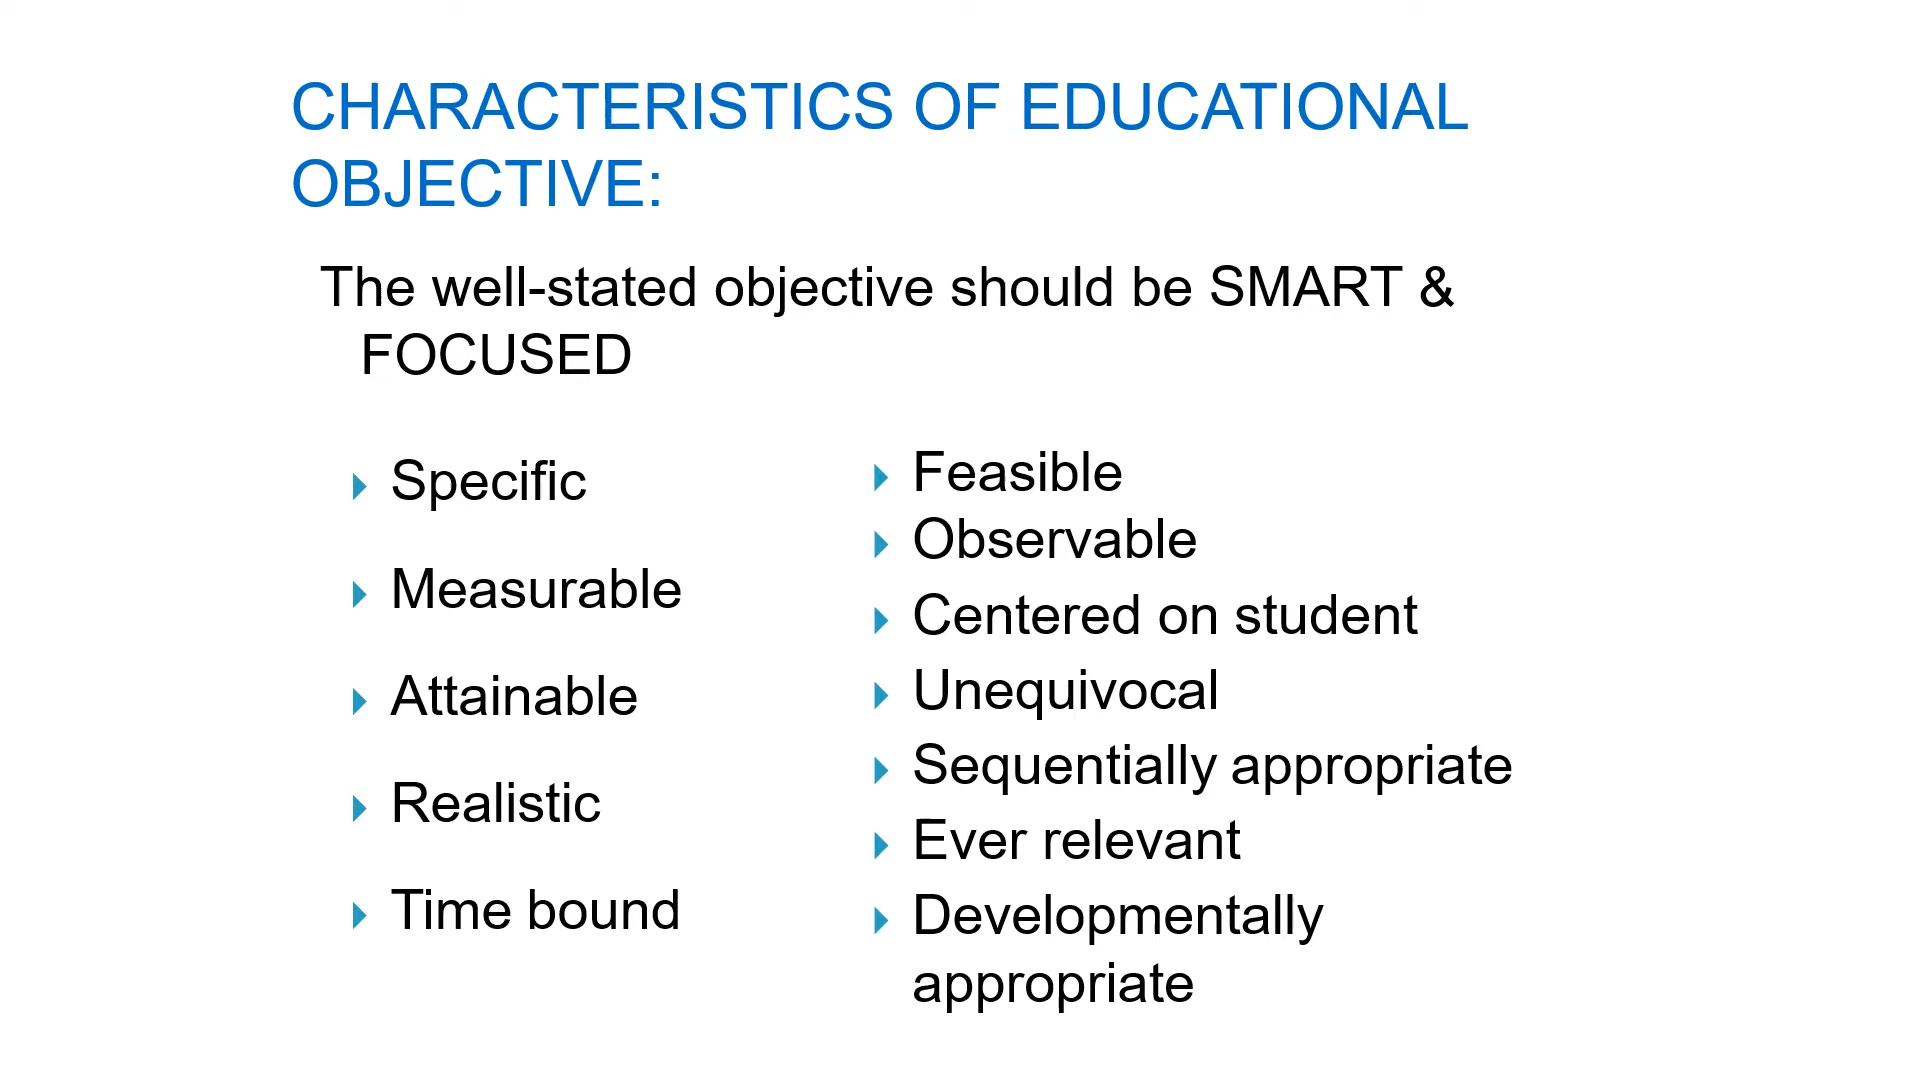 CHARACTERISTICS OF EDUCATIONAL
OBJECTIVE:
The well-stated objective should be SMART &
FOCUSED
Specific
Measurable
Attainable
Realistic
Time bound
Feasible
Observable
Centered on student
Unequivocal
Sequentially appropriate
Ever relevant
Developmentally
appropriate